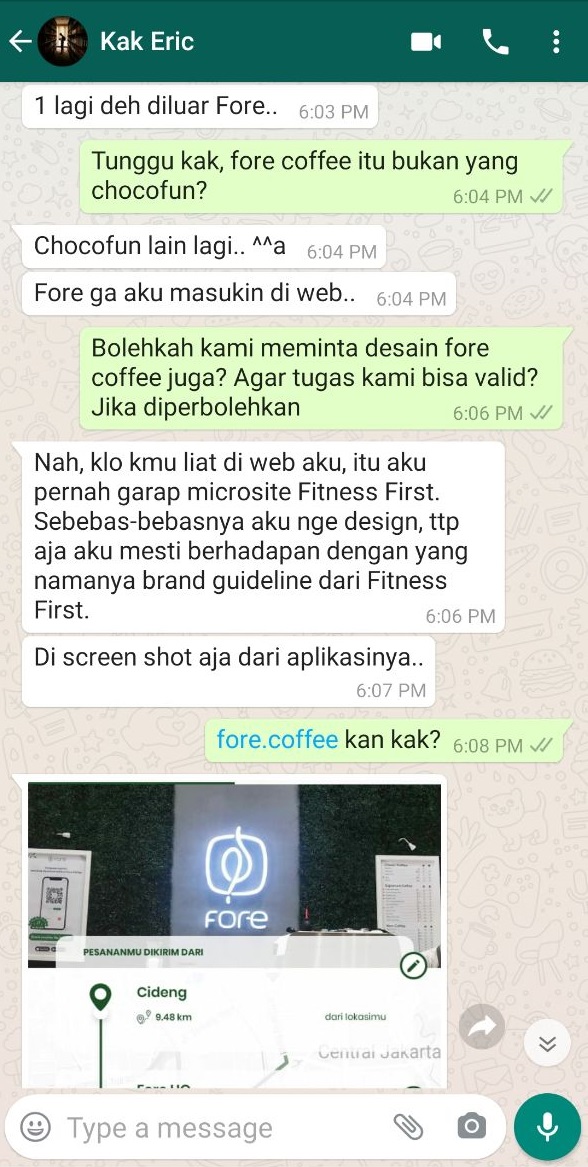 Kak Eric
1 lagi deh diluar Fore.. 6:03 PM
Tunggu kak, fore coffee itu bukan yang
chocofun? 6:04 PM
Chocofun lain lagi.. ^^a 6:04 PM
Fore ga aku masukin di web.. 6:04 PM
Bolehkah kami meminta desain fore
coffee juga? Agar tugas kami bisa valid?
Jika diperbolehkan 6:06 PM
Nah, klo kmu liat di web aku, itu aku
pernah garap microsite Fitness First.
Sebebas-bebasnya aku nge design, ttp
aja aku mesti berhadapan dengan yang
namanya brand guideline dari Fitness
First. 6:06 PM
Di screen shot aja dari aplikasinya..
6:07 PM
fore.coffee kan kak? 6:08 PM
FORE
PESANANMU DIKIRIM DARI
Cideng
9.48 km dari lokasimu
Central Jakarta
Type a message